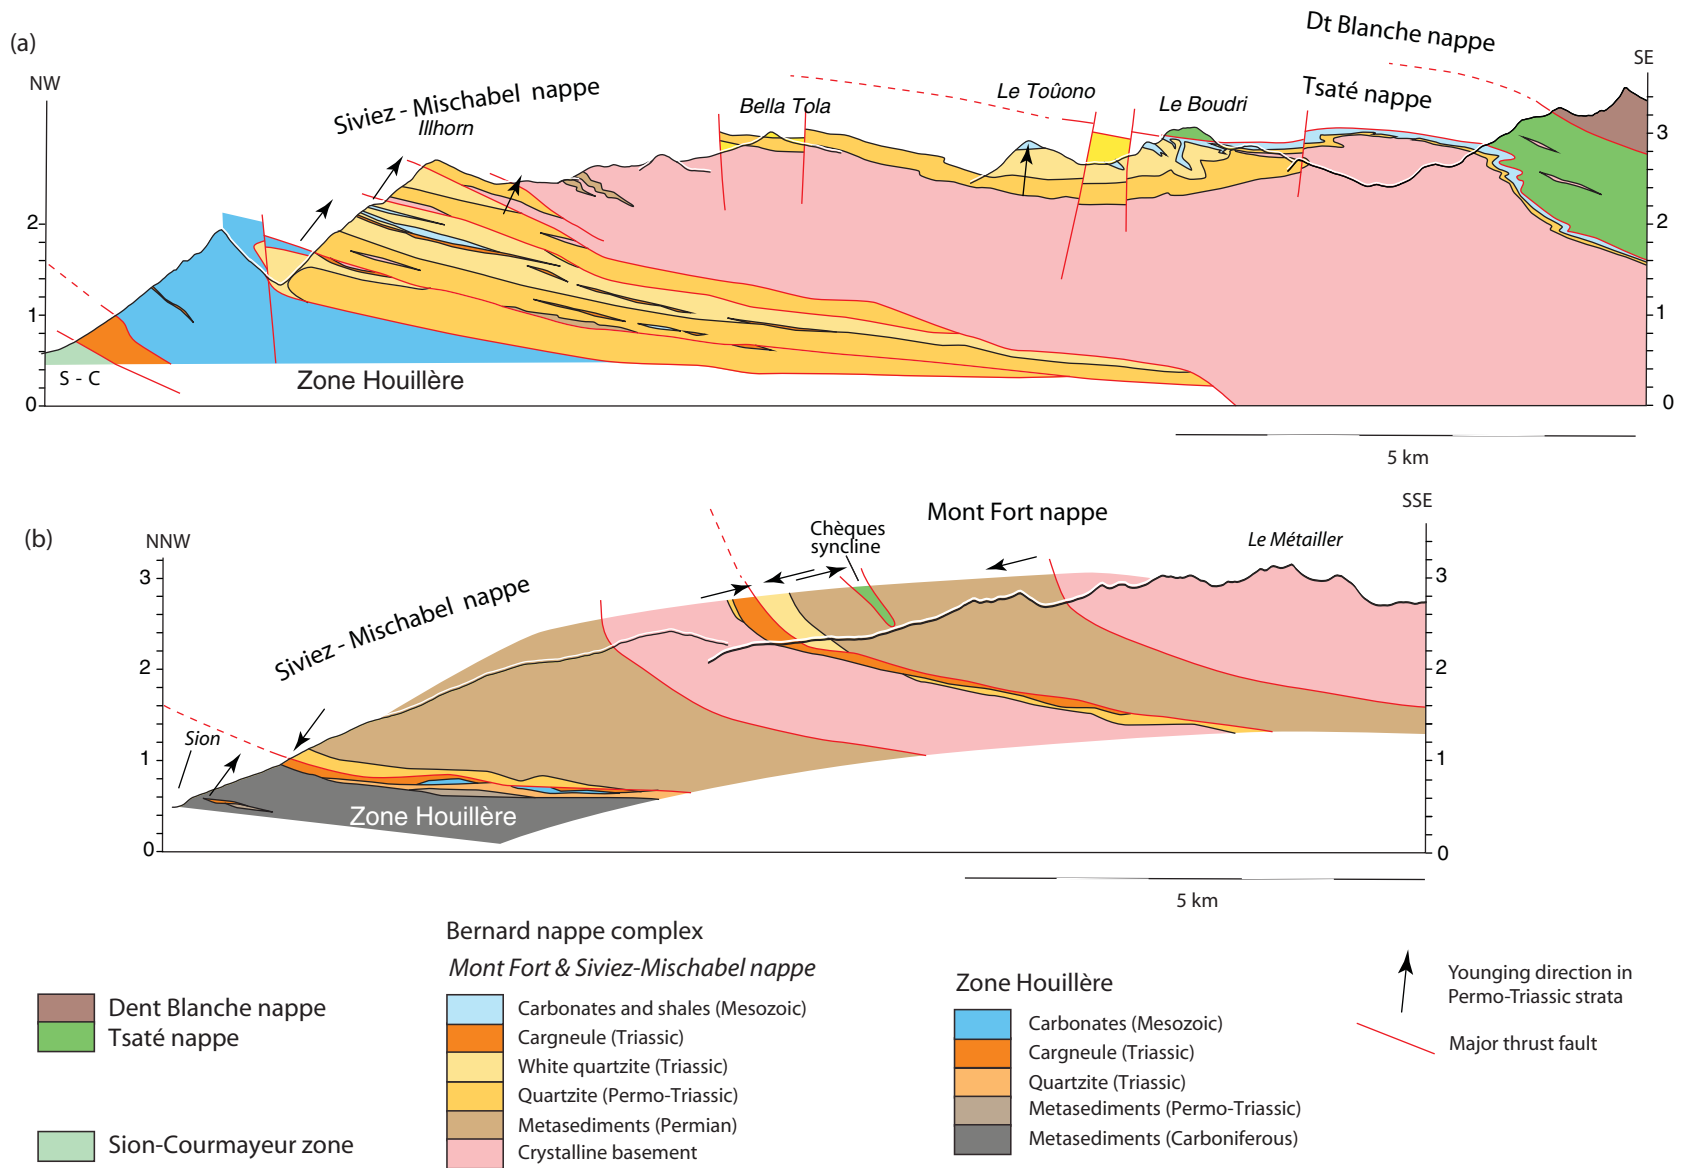 (a)
NW
SE
Dt Blanche nappe
Tsaté nappe
Siviez - Mischabel nappe
Illhorn
Bella Tola
Le Toûono
Le Boudri
3
2
1
0
3
2
1
0
S - C
Zone Houillère
5 km
(b)
NNW
SSE
Mont Fort nappe
Chèques
syncline
Le Métailler
Siviez - Mischabel nappe
Sion
3
2
1
0
3
2
1
0
Zone Houillère
5 km
Dent Blanche nappe
Tsaté nappe
Sion-Courmayeur zone
Bernard nappe complex
Mont Fort & Siviez-Mischabel nappe
Carbonates and shales (Mesozoic)
Cargneule (Triassic)
White quartzite (Triassic)
Quartzite (Permo-Triassic)
Metasediments (Permian)
Crystalline basement
Zone Houillère
Carbonates (Mesozoic)
Cargneule (Triassic)
Quartzite (Triassic)
Metasediments (Permo-Triassic)
Metasediments (Carboniferous)
Younging direction in
Permo-Triassic strata
Major thrust fault